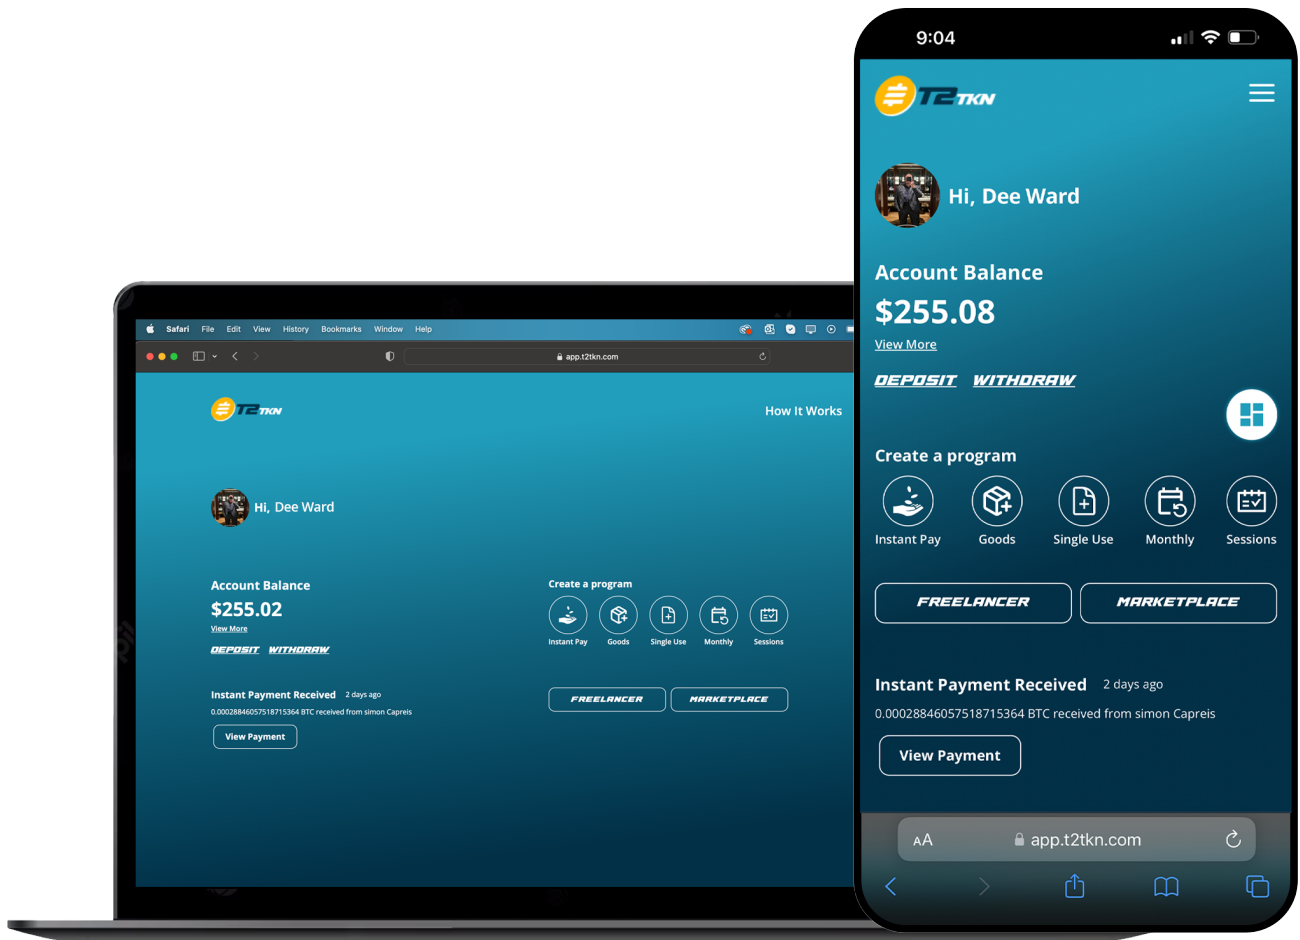 Safari File Edit View History Bookmarks Window Help
app.t2tkn.com
T2TKN
How It Works
Hi, Dee Ward
Account Balance
$255.02
View More
DEPOSIT WITHDRAW
Instant Payment Received 2 days ago
0.00028846057518715364 BTC received from simon Capreis
View Payment
Create a program
Instant Pay Goods Single Use Monthly Sessions
FREELANCER MARKETPLACE
9:04
T2TKN
Hi, Dee Ward
Account Balance
$255.08
View More
DEPOSIT WITHDRAW
Create a program
Instant Pay Goods Single Use Monthly Sessions
FREELANCER MARKETPLACE
Instant Payment Received 2 days ago
0.00028846057518715364 BTC received from simon Capreis
View Payment
AA app.t2tkn.com